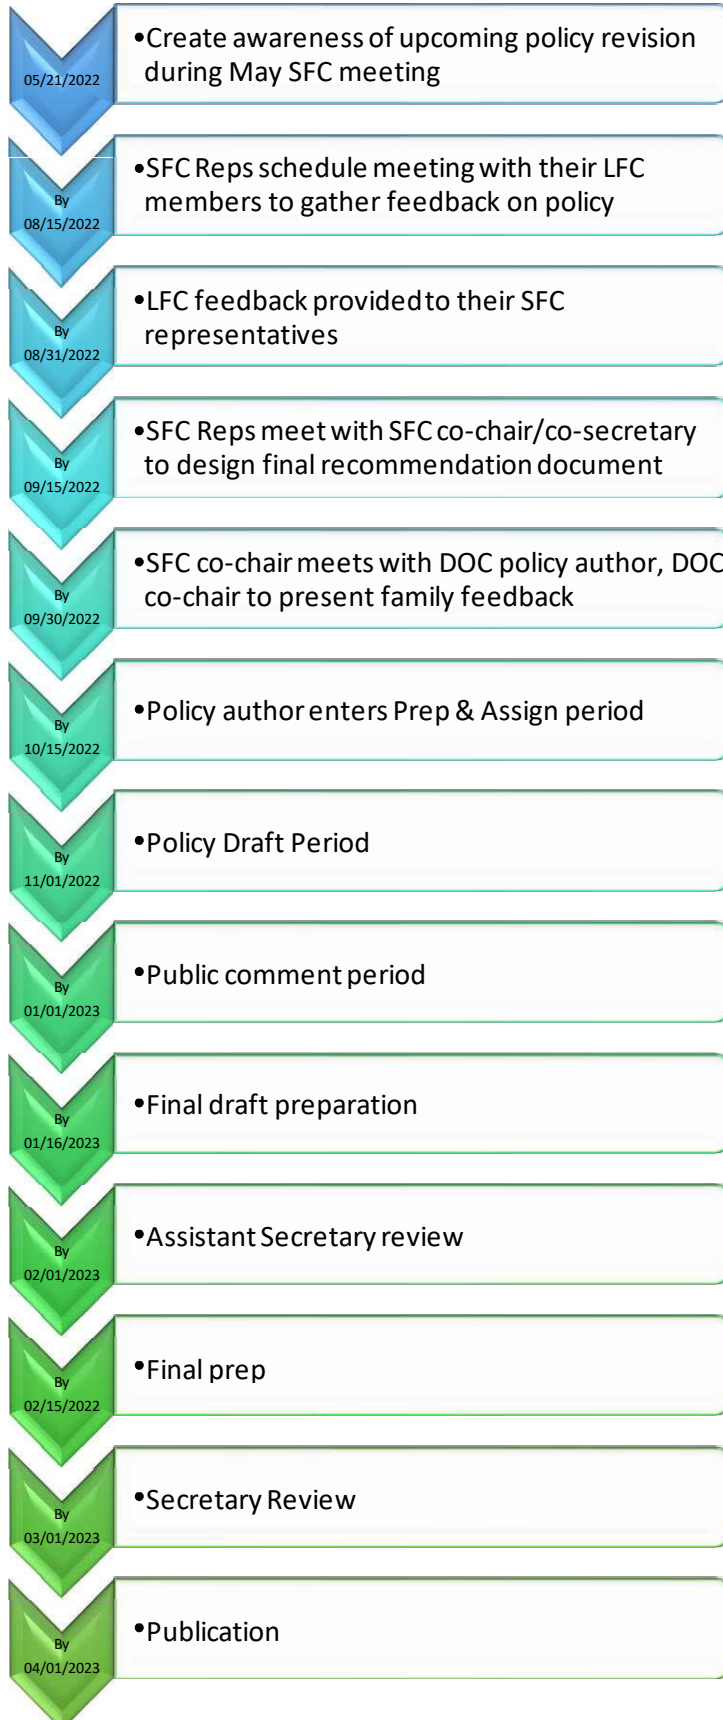 05/21/2022
•Create awareness of upcoming policy revision
during May SFC meeting
By
08/15/2022
•SFC Reps schedule meeting with their LFC
members to gather feedback on policy
By
08/31/2022
•LFC feedback provided to their SFC
representatives
By
09/15/2022
•SFC Reps meet with SFC co-chair/co-secretary
to design final recommendation document
By
09/30/2022
•SFC co-chair meets with DOC policy author, DOC
co-chair to present family feedback
By
10/15/2022
•Policy author enters Prep & Assign period
By
11/01/2022
•Policy Draft Period
By
01/01/2023
•Public comment period
By
01/16/2023
•Final draft preparation
By
02/01/2023
•Assistant Secretary review
By
02/15/2022
•Final prep
By
03/01/2023
•Secretary Review
By
04/01/2023
•Publication